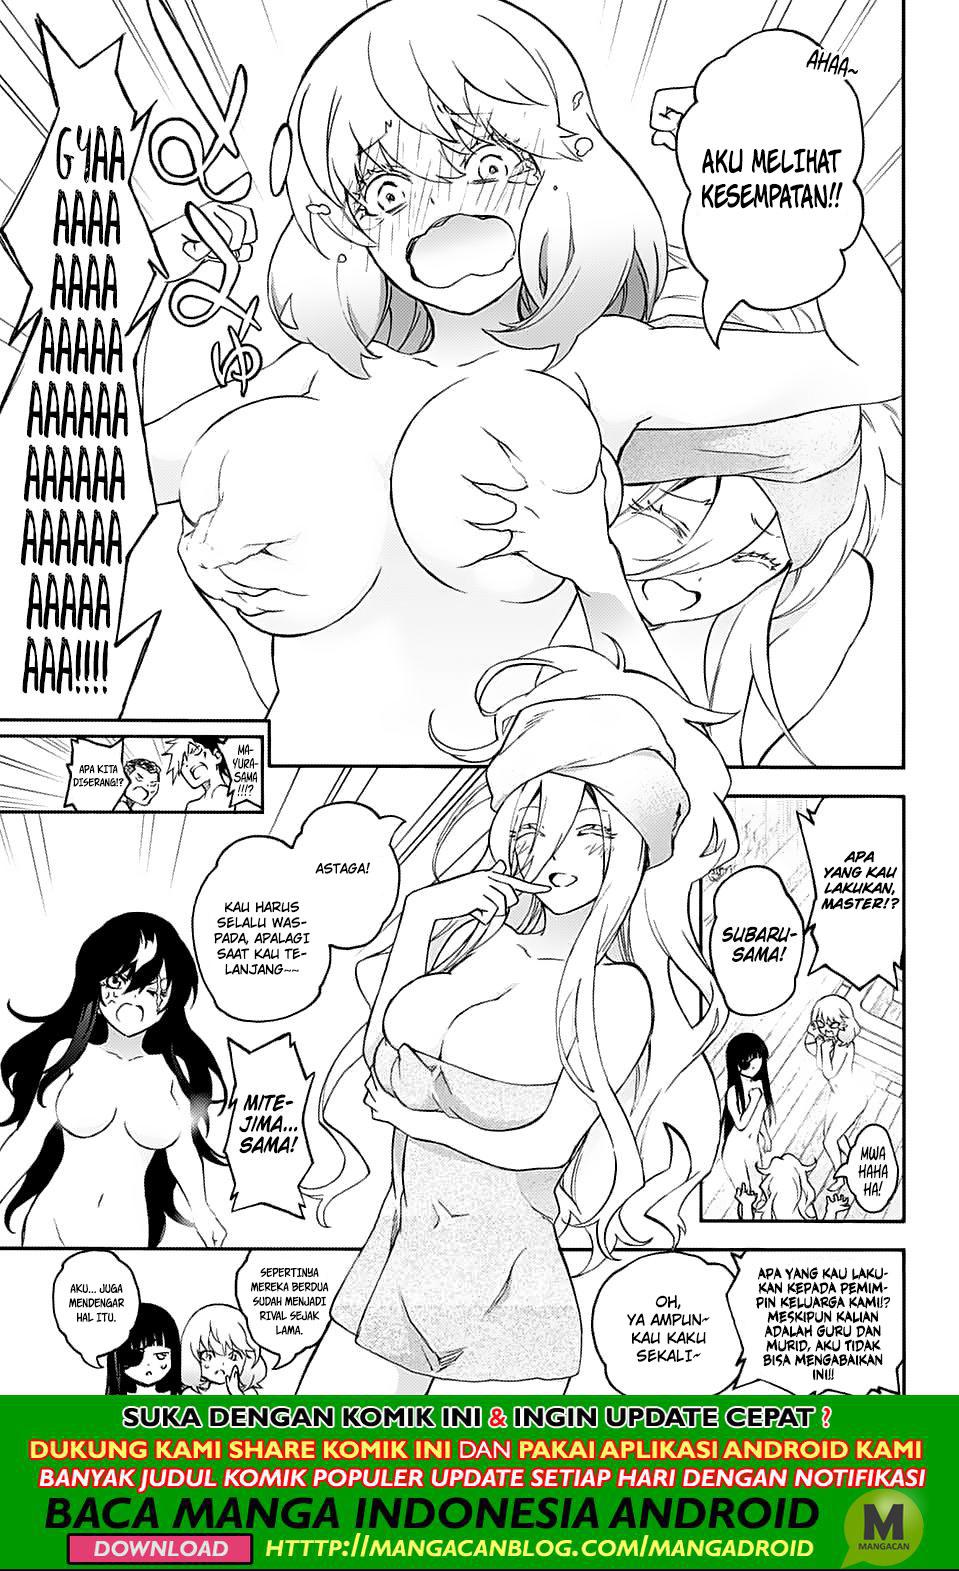 AHAA~
AKU MELIHAT
KESEMPATAN!!
GYAA
AAAA
AAAA
AAAAA
AAAAAA
AAAAAA
AAAAAA
AAAAA
AAA!!!!
MA-
YURA-
SAMA
!!!?
APA KITA
DISERANG!?
APA
YANG KAU
LAKUKAN,
MASTER!?
SUBARU-
SAMA!
MWA
HAHA
HA!
ASTAGA!
KAU HARUS
SELALU WAS-
PADA, APALAGI
SAAT KAU TE-
LANJANG~~
MITE-
JIMA...
SAMA!
APA YANG KAU LAKU-
KAN KEPADA PEMIM-
PIN KELUARGA KAMI!?
MESKIPUN KALIAN
ADALAH GURU DAN
MURID, AKU TIDAK
BISA MENGABAIKAN
INI!!
OH,
YA AMPUN~
KAU KAKU
SEKALI~
SEPERTINYA
MEREKA BERDUA
SUDAH MENJADI
RIVAL SEJAK
LAMA.
AKU... JUGA
MENDENGAR
HAL ITU.
SUKA DENGAN KOMIK INI & INGIN UPDATE CEPAT ?
DUKUNG KAMI SHARE KOMIK INI DAN PAKAI APLIKASI ANDROID KAMI
BANYAK JUDUL KOMIK POPULER UPDATE SETIAP HARI DENGAN NOTIFIKASI
BACA MANGA INDONESIA ANDROID
DOWNLOAD HTTTP://MANGACANBLOG.COM/MANGADROID
M
MANGACAN